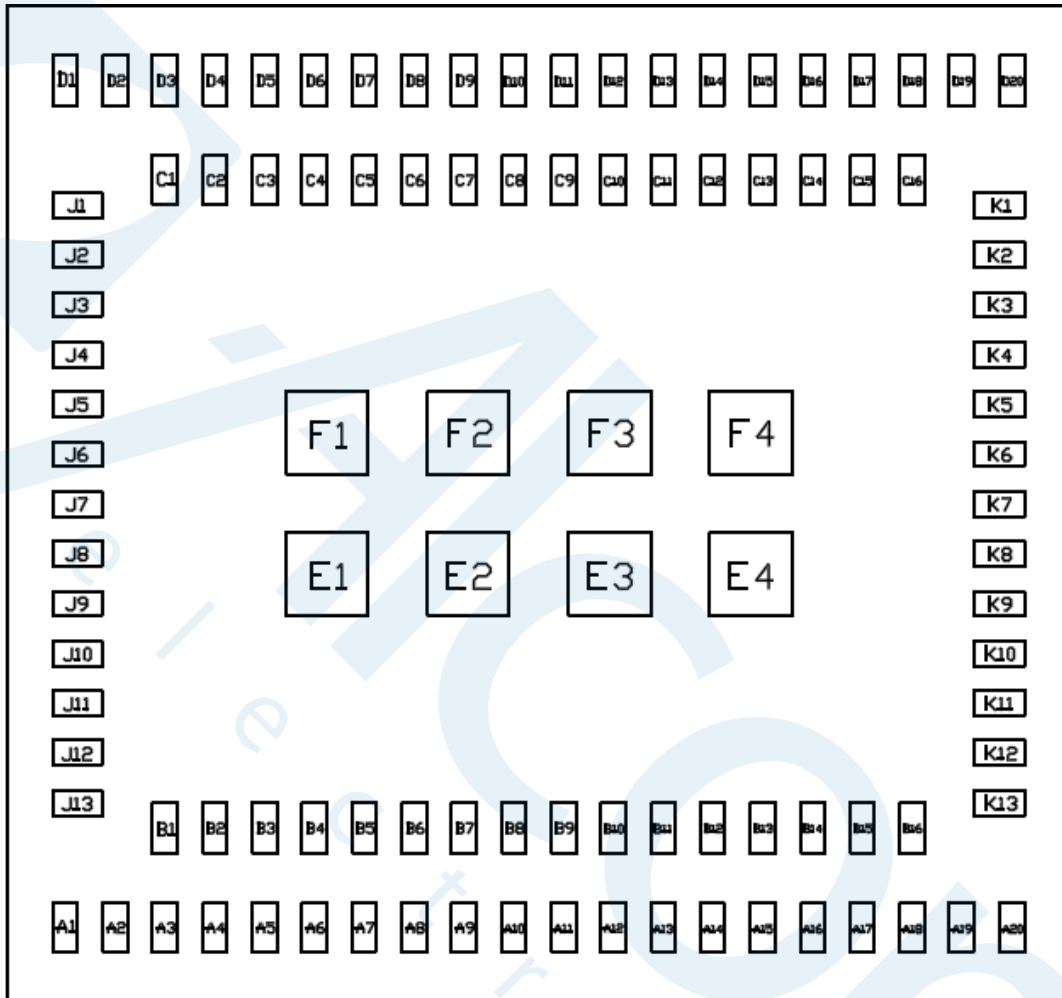 D1 D2 D3 D4 D5 D6 D7 D8 D9 D10 D11 D12 D13 D14 D15 D16 D17 D18 D19 D20
C1 C2 C3 C4 C5 C6 C7 C8 C9 C10 C11 C12 C13 C14 C15 C16
J1 K1
J2 K2
J3 K3
J4 K4
J5 K5
F1 F2 F3 F4
J6 K6
J7 K7
J8 K8
E1 E2 E3 E4
J9 K9
J10 K10
J11 K11
J12 K12
J13 K13
B1 B2 B3 B4 B5 B6 B7 B8 B9 B10 B11 B12 B13 B14 B15 B16
A1 A2 A3 A4 A5 A6 A7 A8 A9 A10 A11 A12 A13 A14 A15 A16 A17 A18 A19 A20